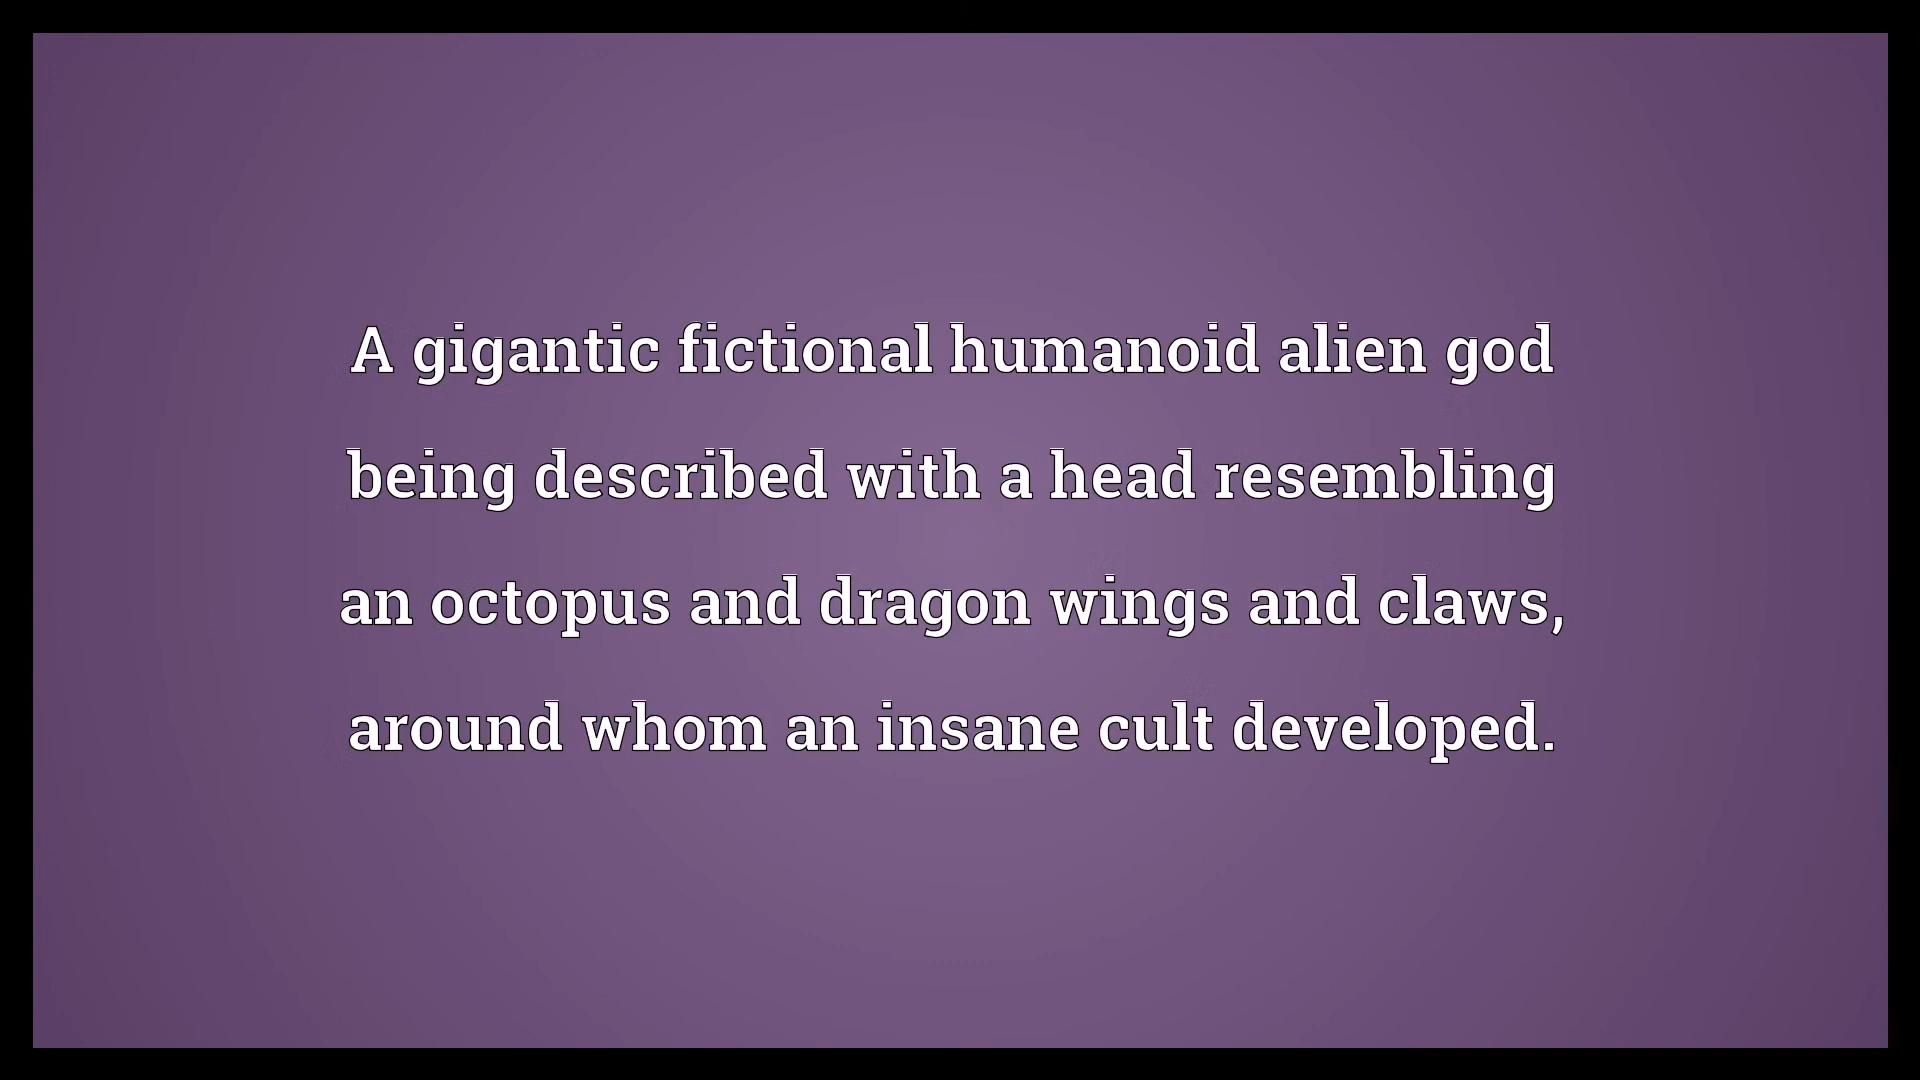 A gigantic fictional humanoid alien god
being described with a head resembling
an octopus and dragon wings and claws,
around whom an insane cult developed.